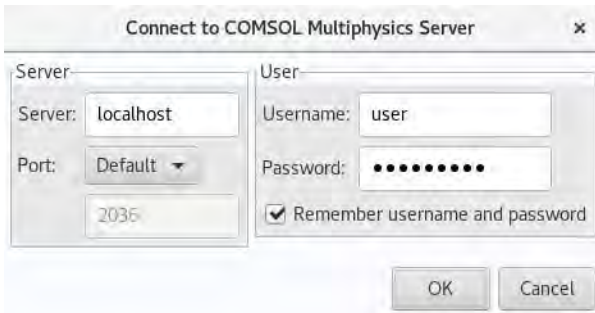 Connect to COMSOL Multiphysics Server ×
Server
Server: localhost
Port: Default
2036
User
Username: user
Password: •••••••••
Remember username and password
OK Cancel